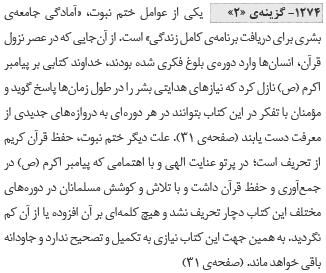 ۱۲۷۴- گزینه‌ی «۲» یکی از عوامل ختم نبوت، «آمادگی جامعه‌ی
بشری برای دریافت برنامه‌ی کامل زندگی» است. از آن‌جایی که در عصر نزول
قرآن، انسان‌ها وارد دوره‌ی بلوغ فکری شده بودند، خداوند کتابی بر پیامبر
اکرم (ص) نازل کرد که نیازهای هدایتی بشر را در طول زمان‌ها پاسخ گوید و
مؤمنان با تفکر در این کتاب بتوانند در هر دوره‌ای به دروازه‌های جدیدی از
معرفت دست یابند (صفحه‌ی ۳۱). علت دیگر ختم نبوت، حفظ قرآن کریم
از تحریف است؛ در پرتو عنایت الهی و با اهتمامی که پیامبر اکرم (ص) در
جمع‌آوری و حفظ قرآن داشت و با تلاش و کوشش مسلمانان در دوره‌های
مختلف این کتاب دچار تحریف نشد و هیچ کلمه‌ای بر آن افزوده یا از آن کم
نگردید. به همین جهت این کتاب نیازی به تکمیل و تصحیح ندارد و جاودانه
باقی خواهد ماند. (صفحه‌ی ۳۱)